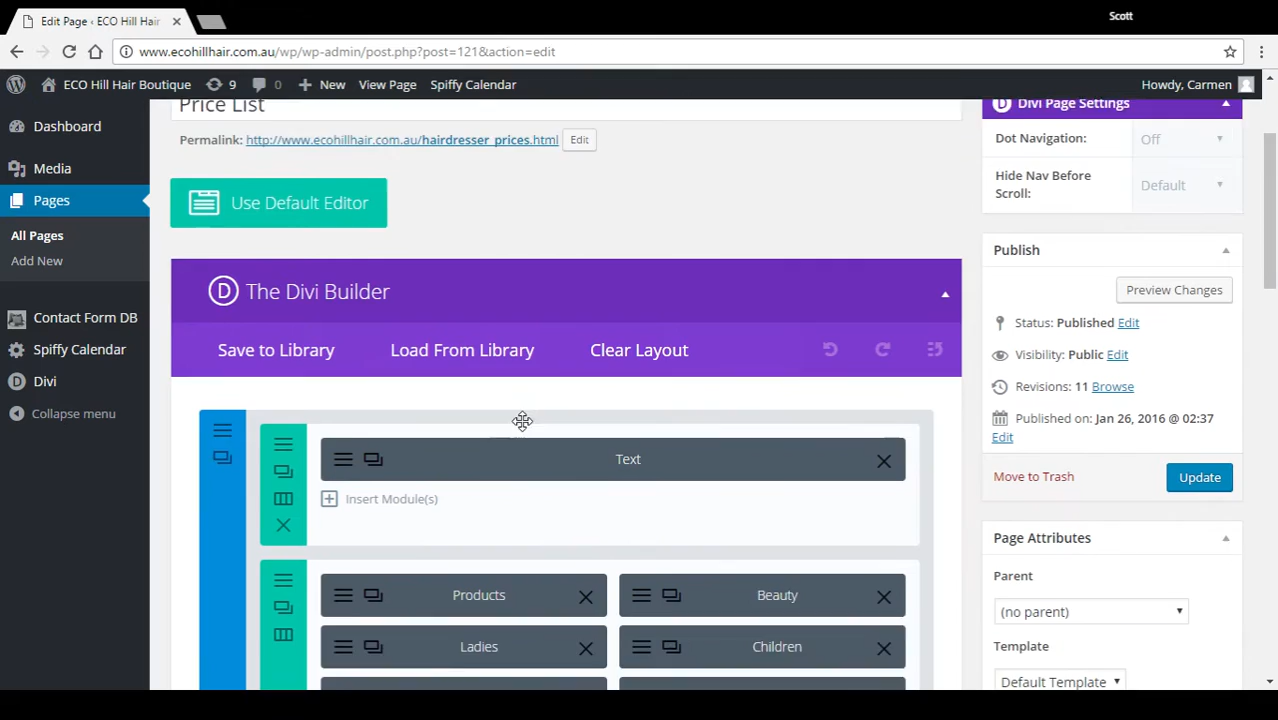 Scott
Edit Page ‹ ECO Hill Hair
www.ecohillhair.com.au/wp/wp-admin/post.php?post=121&action=edit
ECO Hill Hair Boutique 9 0 New View Page Spiffy Calendar Howdy, Carmen
Dashboard
Media
Pages
All Pages
Add New
Contact Form DB
Spiffy Calendar
Divi
Collapse menu
Price List
Permalink: http://www.ecohillhair.com.au/hairdresser_prices.html Edit
Use Default Editor
The Divi Builder
Save to Library Load From Library Clear Layout
Text
Insert Module(s)
Products Beauty
Ladies Children
Divi Page Settings
Dot Navigation: Off
Hide Nav Before
Scroll:
Default
Publish
Preview Changes
Status: Published Edit
Visibility: Public Edit
Revisions: 11 Browse
Published on: Jan 26, 2016 @ 02:37
Edit
Move to Trash Update
Page Attributes
Parent
(no parent)
Template
Default Template